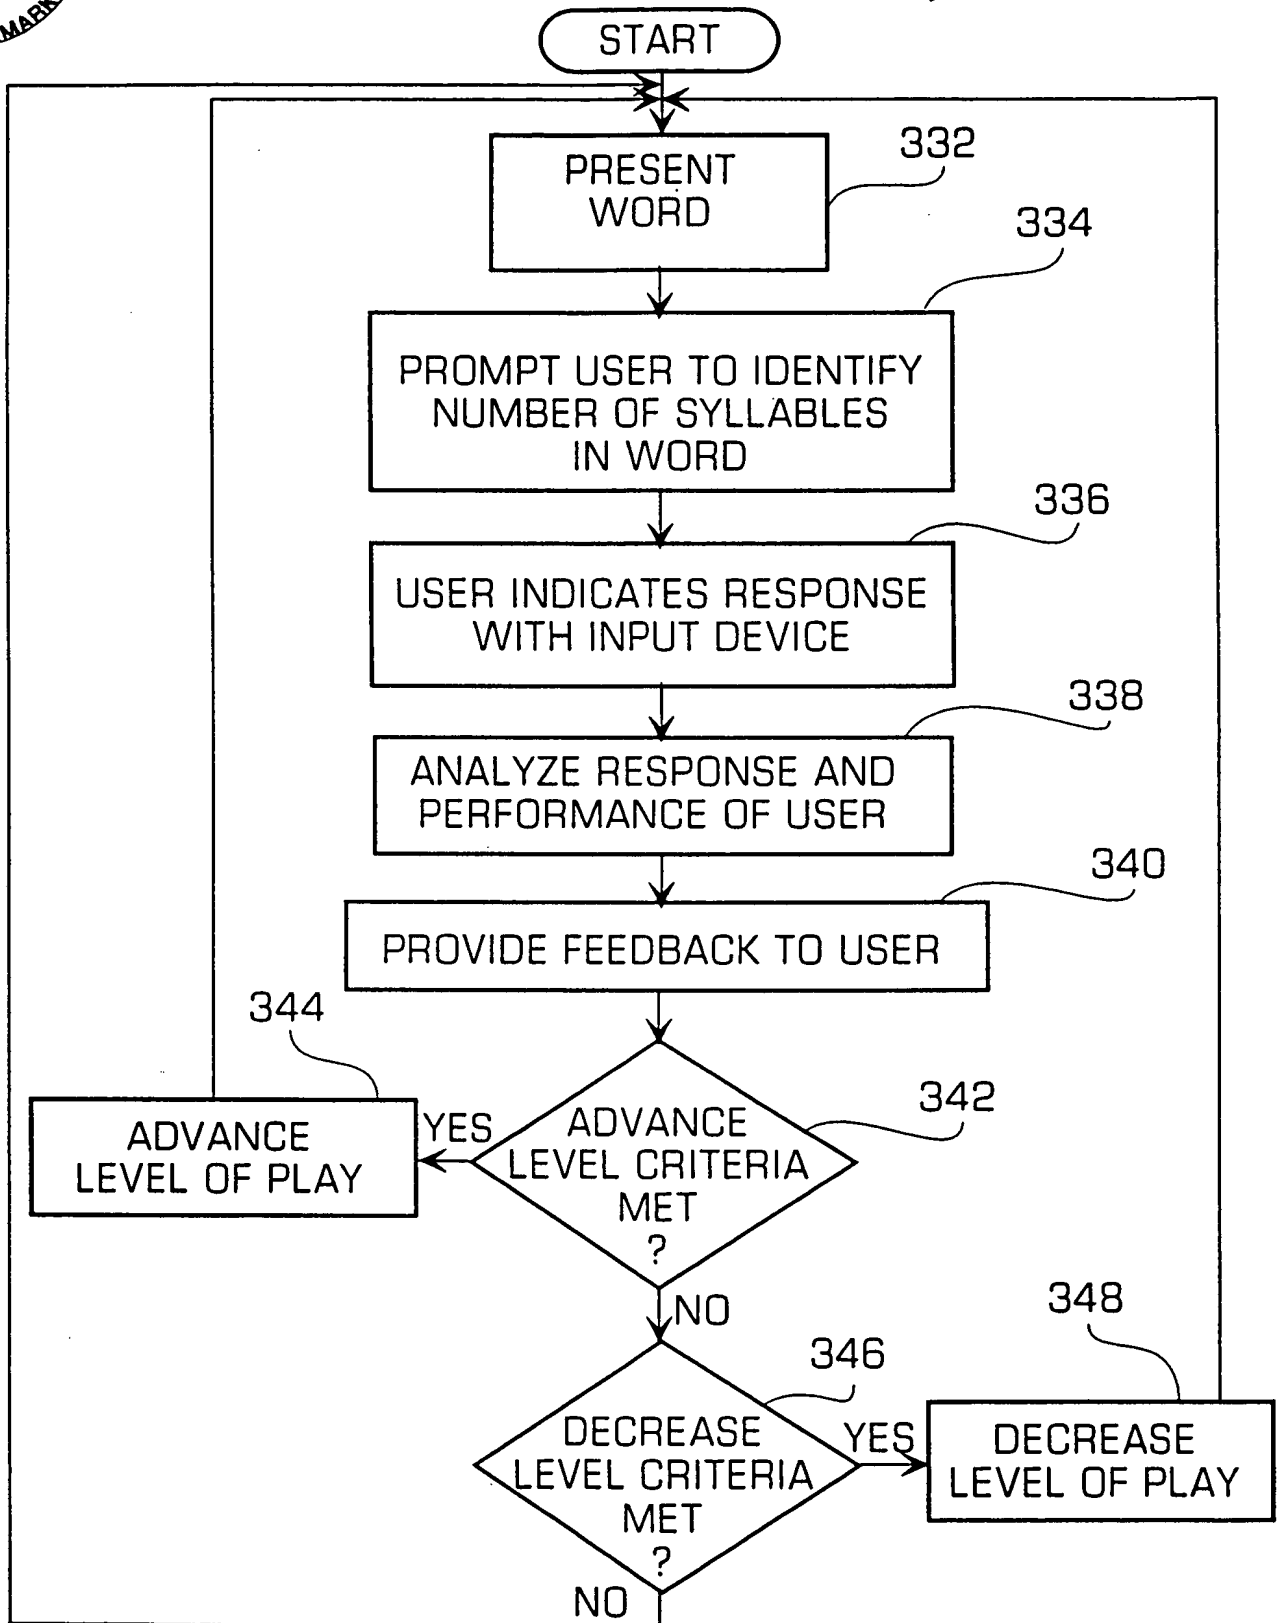 MARK
START
332
PRESENT
WORD
334
PROMPT USER TO IDENTIFY
NUMBER OF SYLLABLES
IN WORD
336
USER INDICATES RESPONSE
WITH INPUT DEVICE
338
ANALYZE RESPONSE AND
PERFORMANCE OF USER
340
PROVIDE FEEDBACK TO USER
344
342
ADVANCE
LEVEL OF PLAY
YES
ADVANCE
LEVEL CRITERIA
MET
?
NO
348
346
DECREASE
LEVEL CRITERIA
MET
?
YES
DECREASE
LEVEL OF PLAY
NO